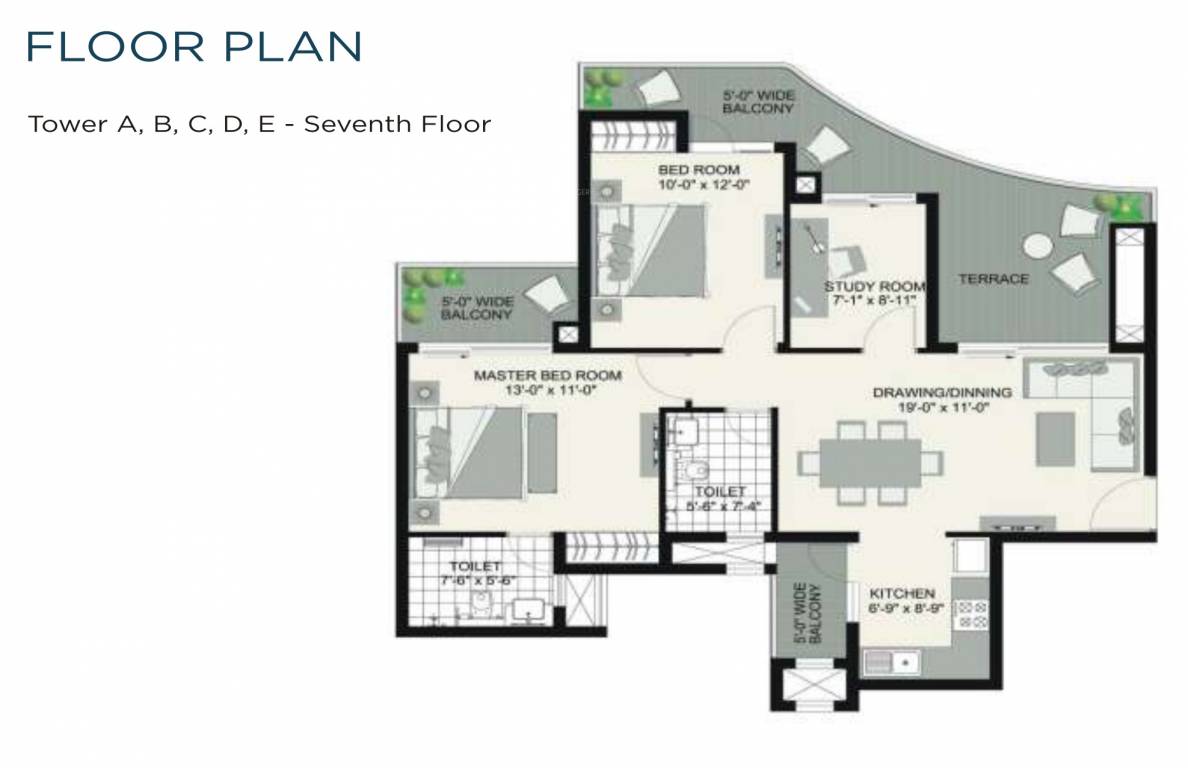 FLOOR PLAN
Tower A, B, C, D, E - Seventh Floor
5'-0" WIDE
BALCONY
BED ROOM
10'-0" x 12'-0"
STUDY ROOM
7'-1" x 8'-11"
TERRACE
5'-0" WIDE
BALCONY
MASTER BED ROOM
13'-0" x 11'-0"
DRAWING/DINNING
19'-0" x 11'-0"
TOILET
5'-6" x 7'-4"
TOILET
7'-6" x 5'-6"
5'-0" WIDE
BALCONY
KITCHEN
6'-9" x 8'-9"